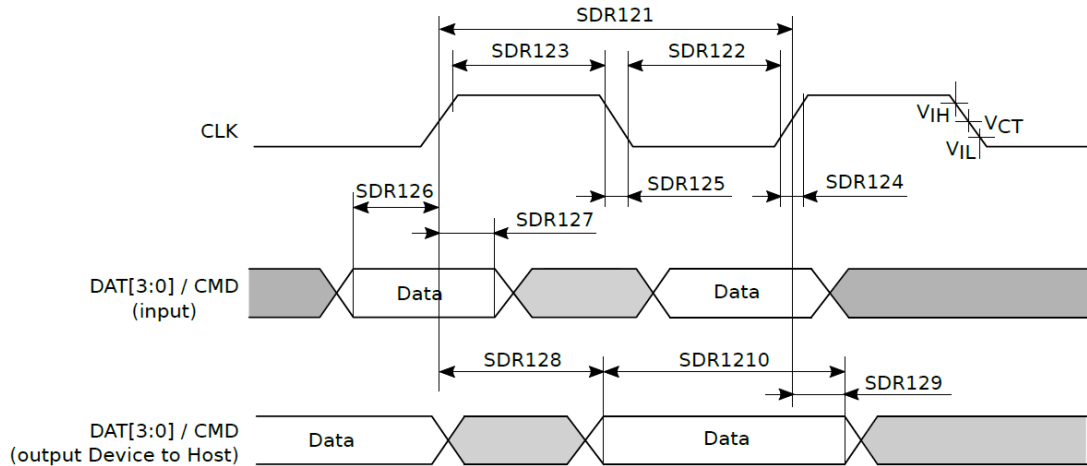 SDR121
SDR123
SDR122
CLK
VIH
VCT
VIL
SDR126
SDR125
SDR124
SDR127
DAT[3:0] / CMD
(input)
Data
Data
SDR128
SDR1210
SDR129
DAT[3:0] / CMD
(output Device to Host)
Data
Data